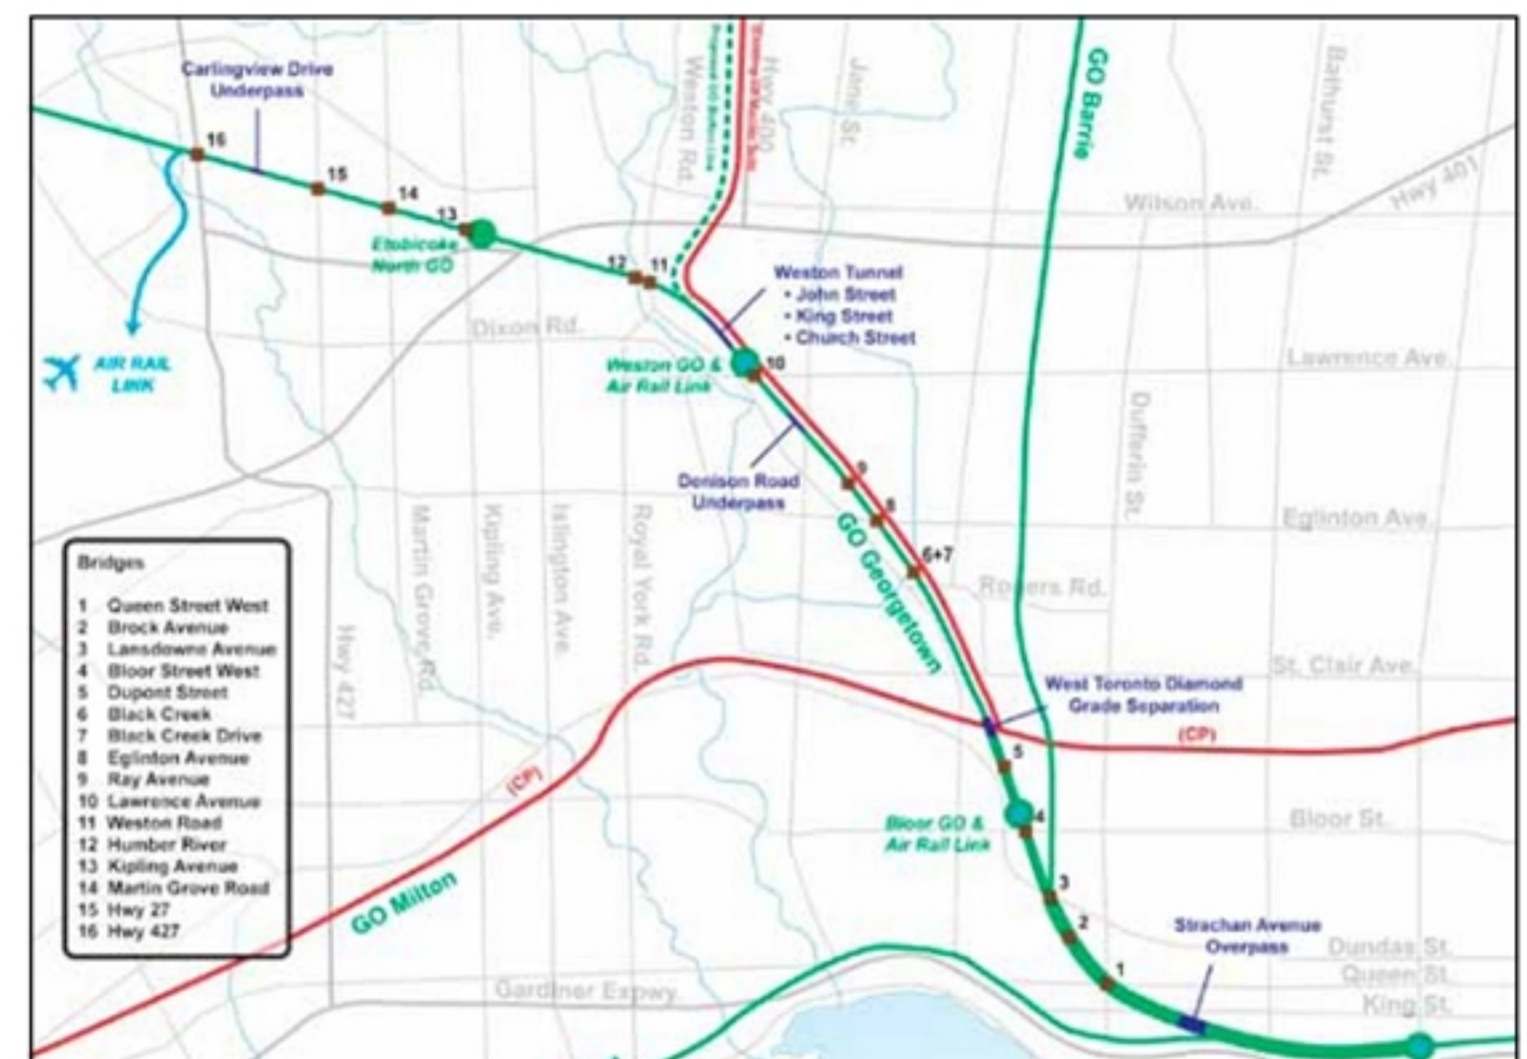 Carlingview Drive
Underpass
Weston Rd.
Hwy 400
Jane St.
GO Barrie
Bathurst St.
Hwy 401
Wilson Ave.
16
15
14
13
Etobicoke
North GO
12
11
Weston Tunnel
• John Street
• King Street
• Church Street
Dixon Rd.
AIR RAIL
LINK
Weston GO &
Air Rail Link
10
Lawrence Ave.
Dufferin St.
Denison Road
Underpass
9
8
6+7
GO Georgetown
Eglinton Ave.
Rogers Rd.
Martin Grove Rd.
Kipling Ave.
Islington Ave.
Royal York Rd.
Hwy 427
St. Clair Ave.
West Toronto Diamond
Grade Separation
(CP)
(CP)
5
Bloor GO &
Air Rail Link
4
Bloor St.
GO Milton
3
2
1
Strachan Avenue
Overpass
Dundas St.
Queen St.
King St.
Gardiner Expwy
Bridges
1 Queen Street West
2 Brock Avenue
3 Lansdowne Avenue
4 Bloor Street West
5 Dupont Street
6 Black Creek
7 Black Creek Drive
8 Eglinton Avenue
9 Ray Avenue
10 Lawrence Avenue
11 Weston Road
12 Humber River
13 Kipling Avenue
14 Martin Grove Road
15 Hwy 27
16 Hwy 427